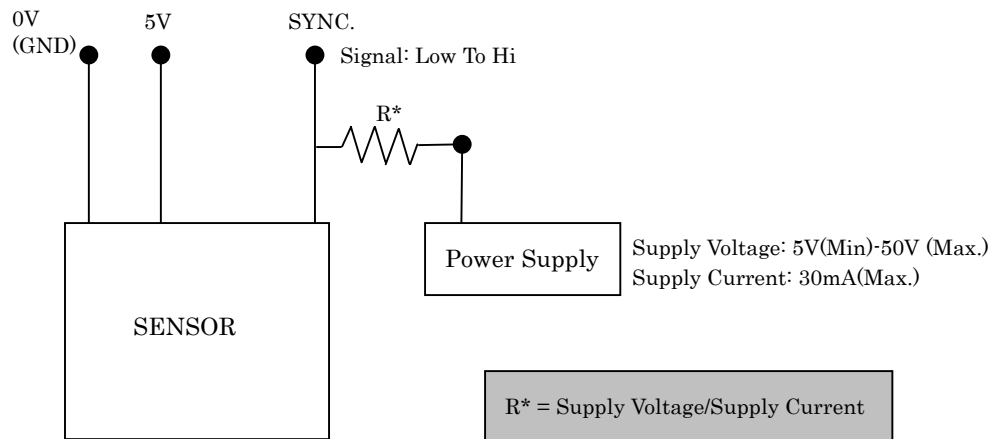 0V
(GND)
5V
SYNC.
Signal: Low To Hi
R*
Power Supply
Supply Voltage: 5V(Min)-50V (Max.)
Supply Current: 30mA(Max.)
SENSOR
R* = Supply Voltage/Supply Current